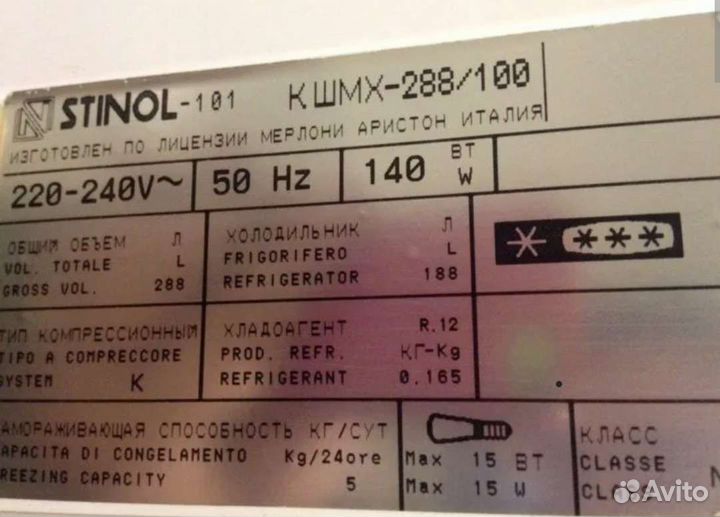 STINOL-101 КШМХ-288/100
ИЗГОТОВЛЕН ПО ЛИЦЕНЗИИ МЕРЛОНИ АРИСТОН ИТАЛИЯ
220-240V~ 50 Hz 140 ВТ W
ОБЩИЙ ОБЪЕМ Л
VOL. TOTALE L
GROSS VOL. 288
ХОЛОДИЛЬНИК Л
FRIGORIFERO L
REFRIGERATOR 188
ТИП КОМПРЕССИОННЫЙ
TIPO A COMPRECCORE
SYSTEM K
ХЛАДОАГЕНТ R.12
PROD. REFR. КГ-Kg
REFRIGERANT 0.165
ЗАМОРАЖИВАЮЩАЯ СПОСОБНОСТЬ КГ/СУТ
CAPACITA DI CONGELAMENTO Kg/24ore
FREEZING CAPACITY 5
Max 15 ВТ
Max 15 W
КЛАСС
CLASSE
CLASS N
Avito